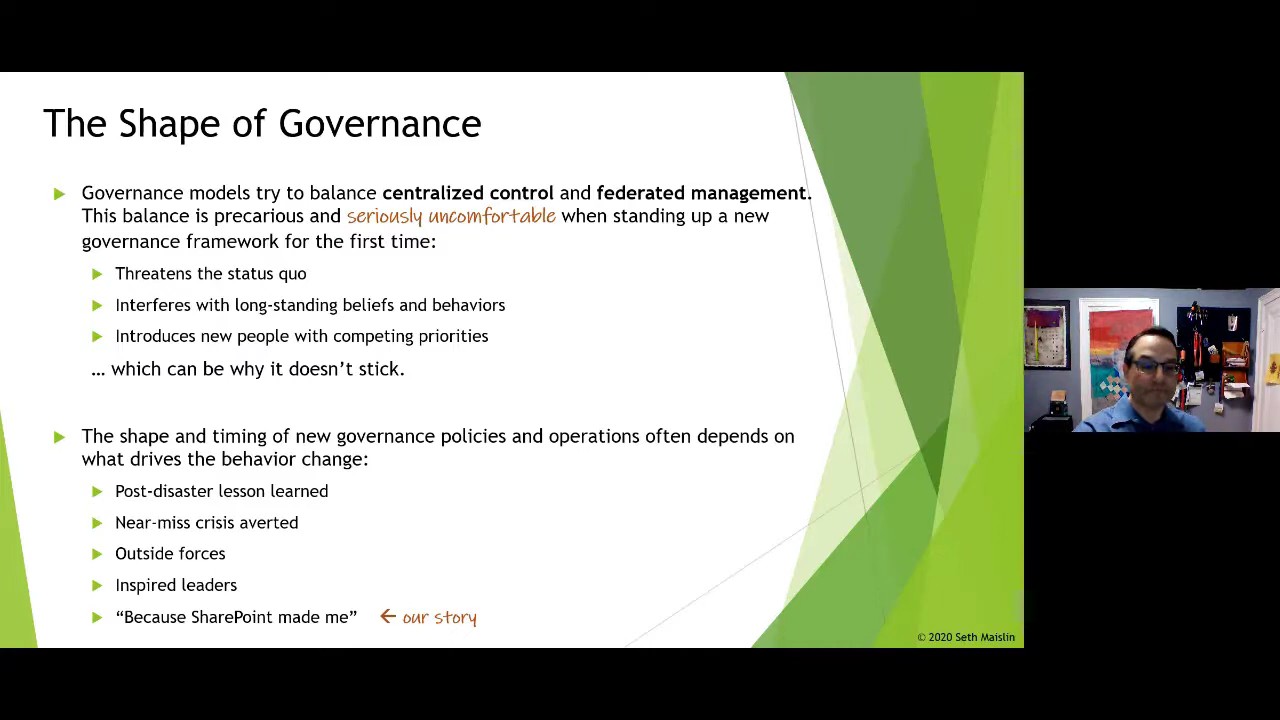 The Shape of Governance
Governance models try to balance centralized control and federated management.
This balance is precarious and seriously uncomfortable when standing up a new
governance framework for the first time:
Threatens the status quo
Interferes with long-standing beliefs and behaviors
Introduces new people with competing priorities
… which can be why it doesn’t stick.
The shape and timing of new governance policies and operations often depends on
what drives the behavior change:
Post-disaster lesson learned
Near-miss crisis averted
Outside forces
Inspired leaders
“Because SharePoint made me” ← our story
© 2020 Seth Maislin